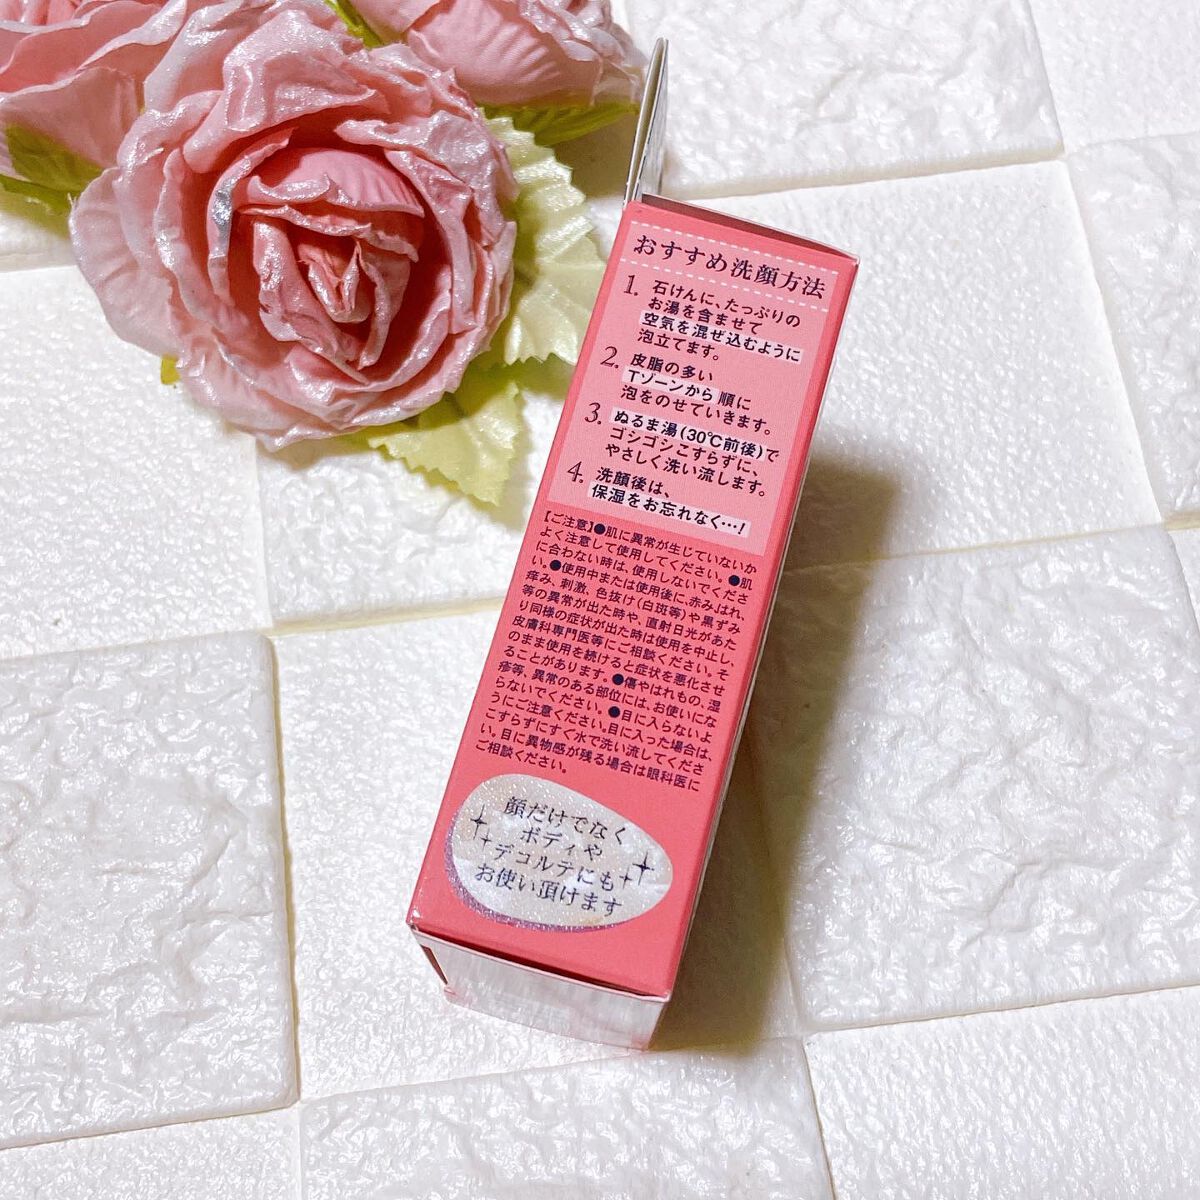 おすすめ洗顔方法
1. 石けんに、たっぷりの
お湯を含ませて
空気を混ぜ込むように
泡立てます。
2. 皮脂の多い
Tゾーンから順に
泡をのせていきます。
3. ぬるま湯(30℃前後)で
ゴシゴシこすらずに、
やさしく洗い流します。
4. 洗顔後は、
保湿をお忘れなく…!
【ご注意】●肌に異常が生じていないか
よく注意して使用してください。●肌
に合わない時は、使用しないでくださ
い。●使用中または使用後に、赤み、はれ、
痒み、刺激、色抜け(白斑等)や黒ずみ
等の異常が出た時や、直射日光があた
り同様の症状が出た時は使用を中止し、
皮膚科専門医等にご相談ください。そ
のまま使用を続けると症状を悪化させ
ることがあります。●傷やはれもの、湿
疹等、異常のある部位には、お使いにな
らないでください。●目に入らないよ
うにご注意ください。目に入った場合は、
こすらずにすぐ水で洗い流してくださ
い。目に異物感が残る場合は眼科医に
ご相談ください。
顔だけでなく
ボディや
デコルテにも
お使い頂けます